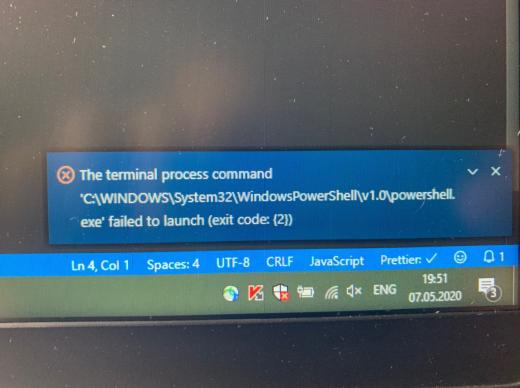 The terminal process command
'C:\WINDOWS\System32\WindowsPowerShell\v1.0\powershell.
exe' failed to launch (exit code: {2})
Ln 4, Col 1 Spaces: 4 UTF-8 CRLF JavaScript Prettier: ✓ 1
19:51
ENG
07.05.2020
3